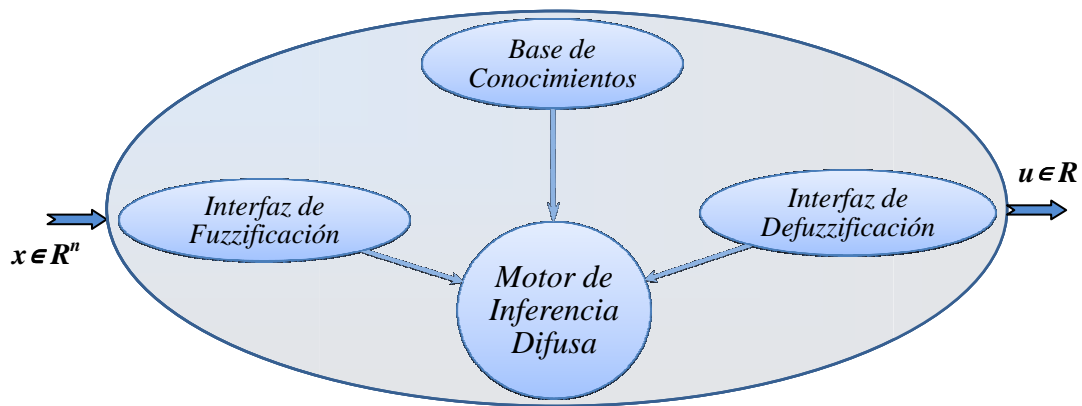 Base de
Conocimientos
u∈R
Interfaz de
Fuzzificación
Interfaz de
Defuzzificación
x∈Rⁿ
Motor de
Inferencia
Difusa